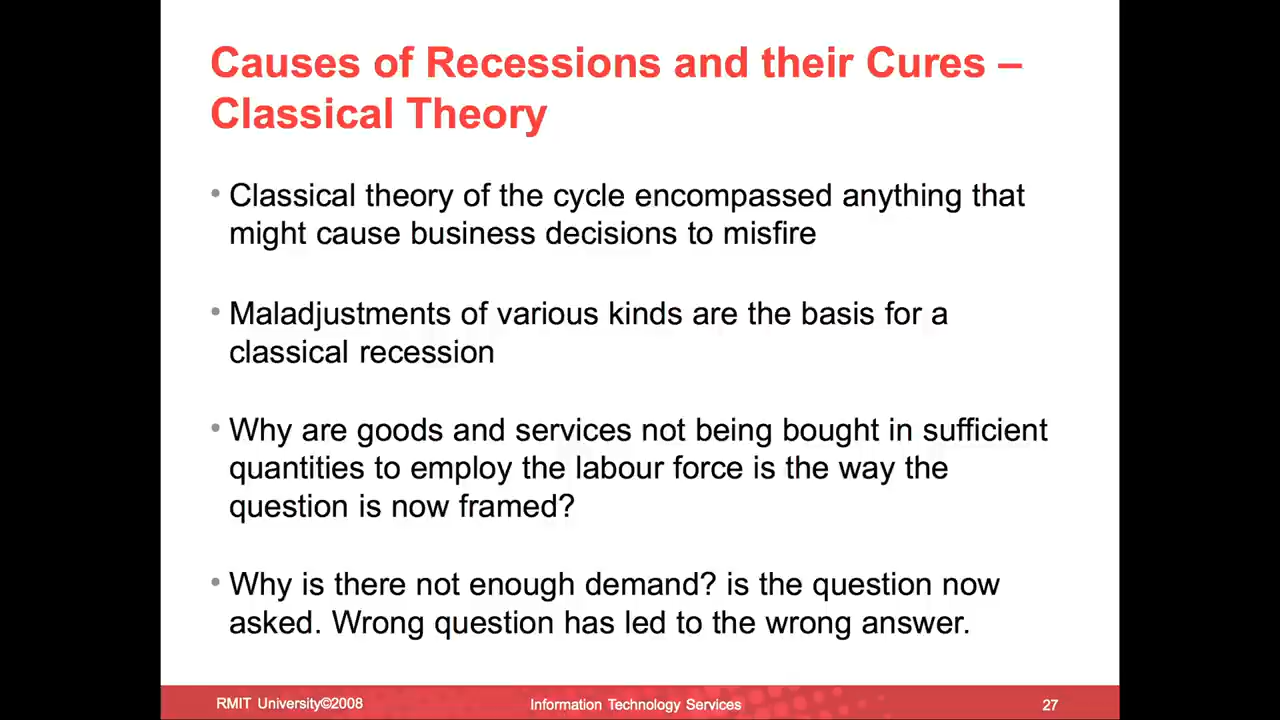 Causes of Recessions and their Cures –
Classical Theory
• Classical theory of the cycle encompassed anything that
might cause business decisions to misfire
• Maladjustments of various kinds are the basis for a
classical recession
• Why are goods and services not being bought in sufficient
quantities to employ the labour force is the way the
question is now framed?
• Why is there not enough demand? is the question now
asked. Wrong question has led to the wrong answer.
RMIT University©2008
Information Technology Services
27